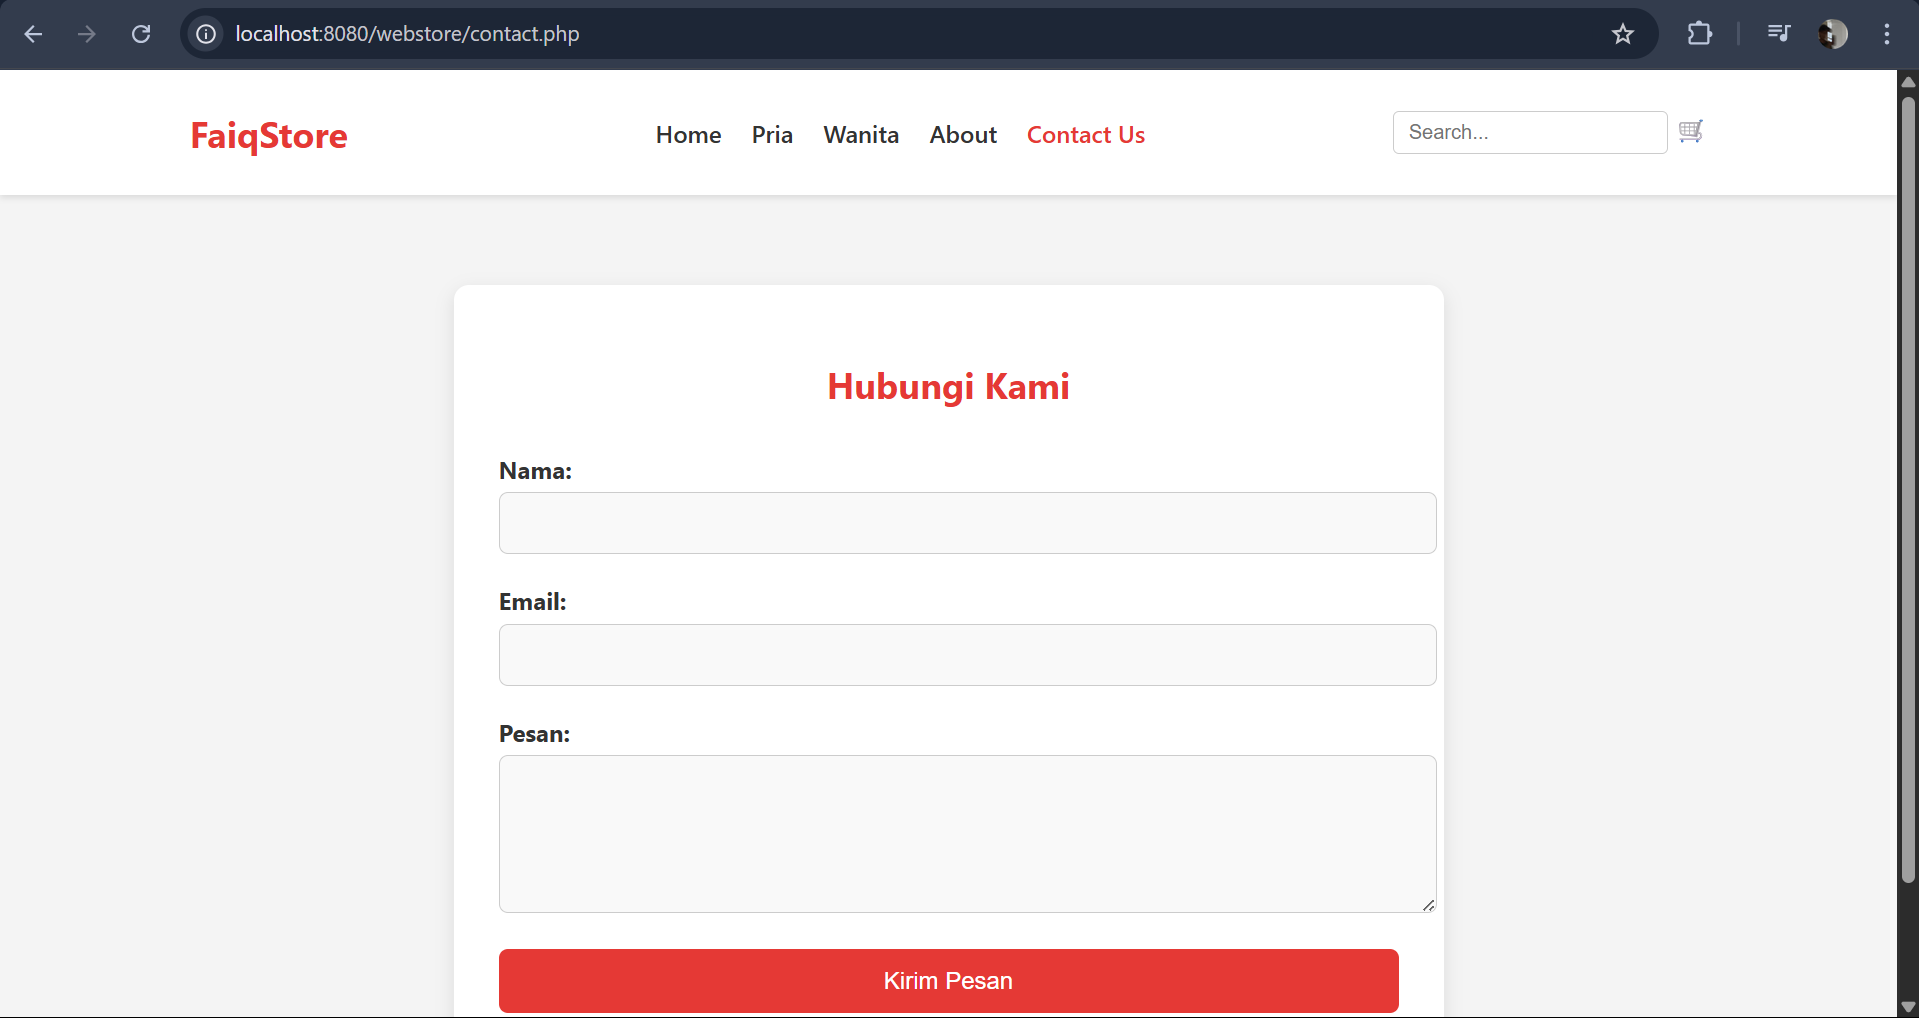 localhost:8080/webstore/contact.php
FaiqStore
Home Pria Wanita About Contact Us
Search...
Hubungi Kami
Nama:
Email:
Pesan:
Kirim Pesan